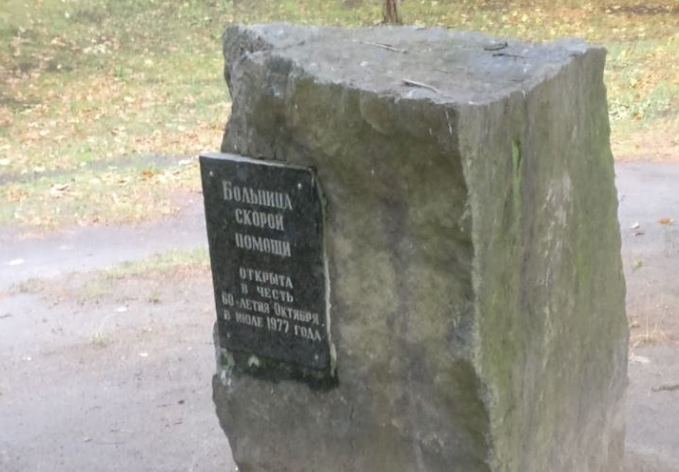 Больница
скорой
помощи
открыта
в честь
60-летия Октября
в июле 1977 года